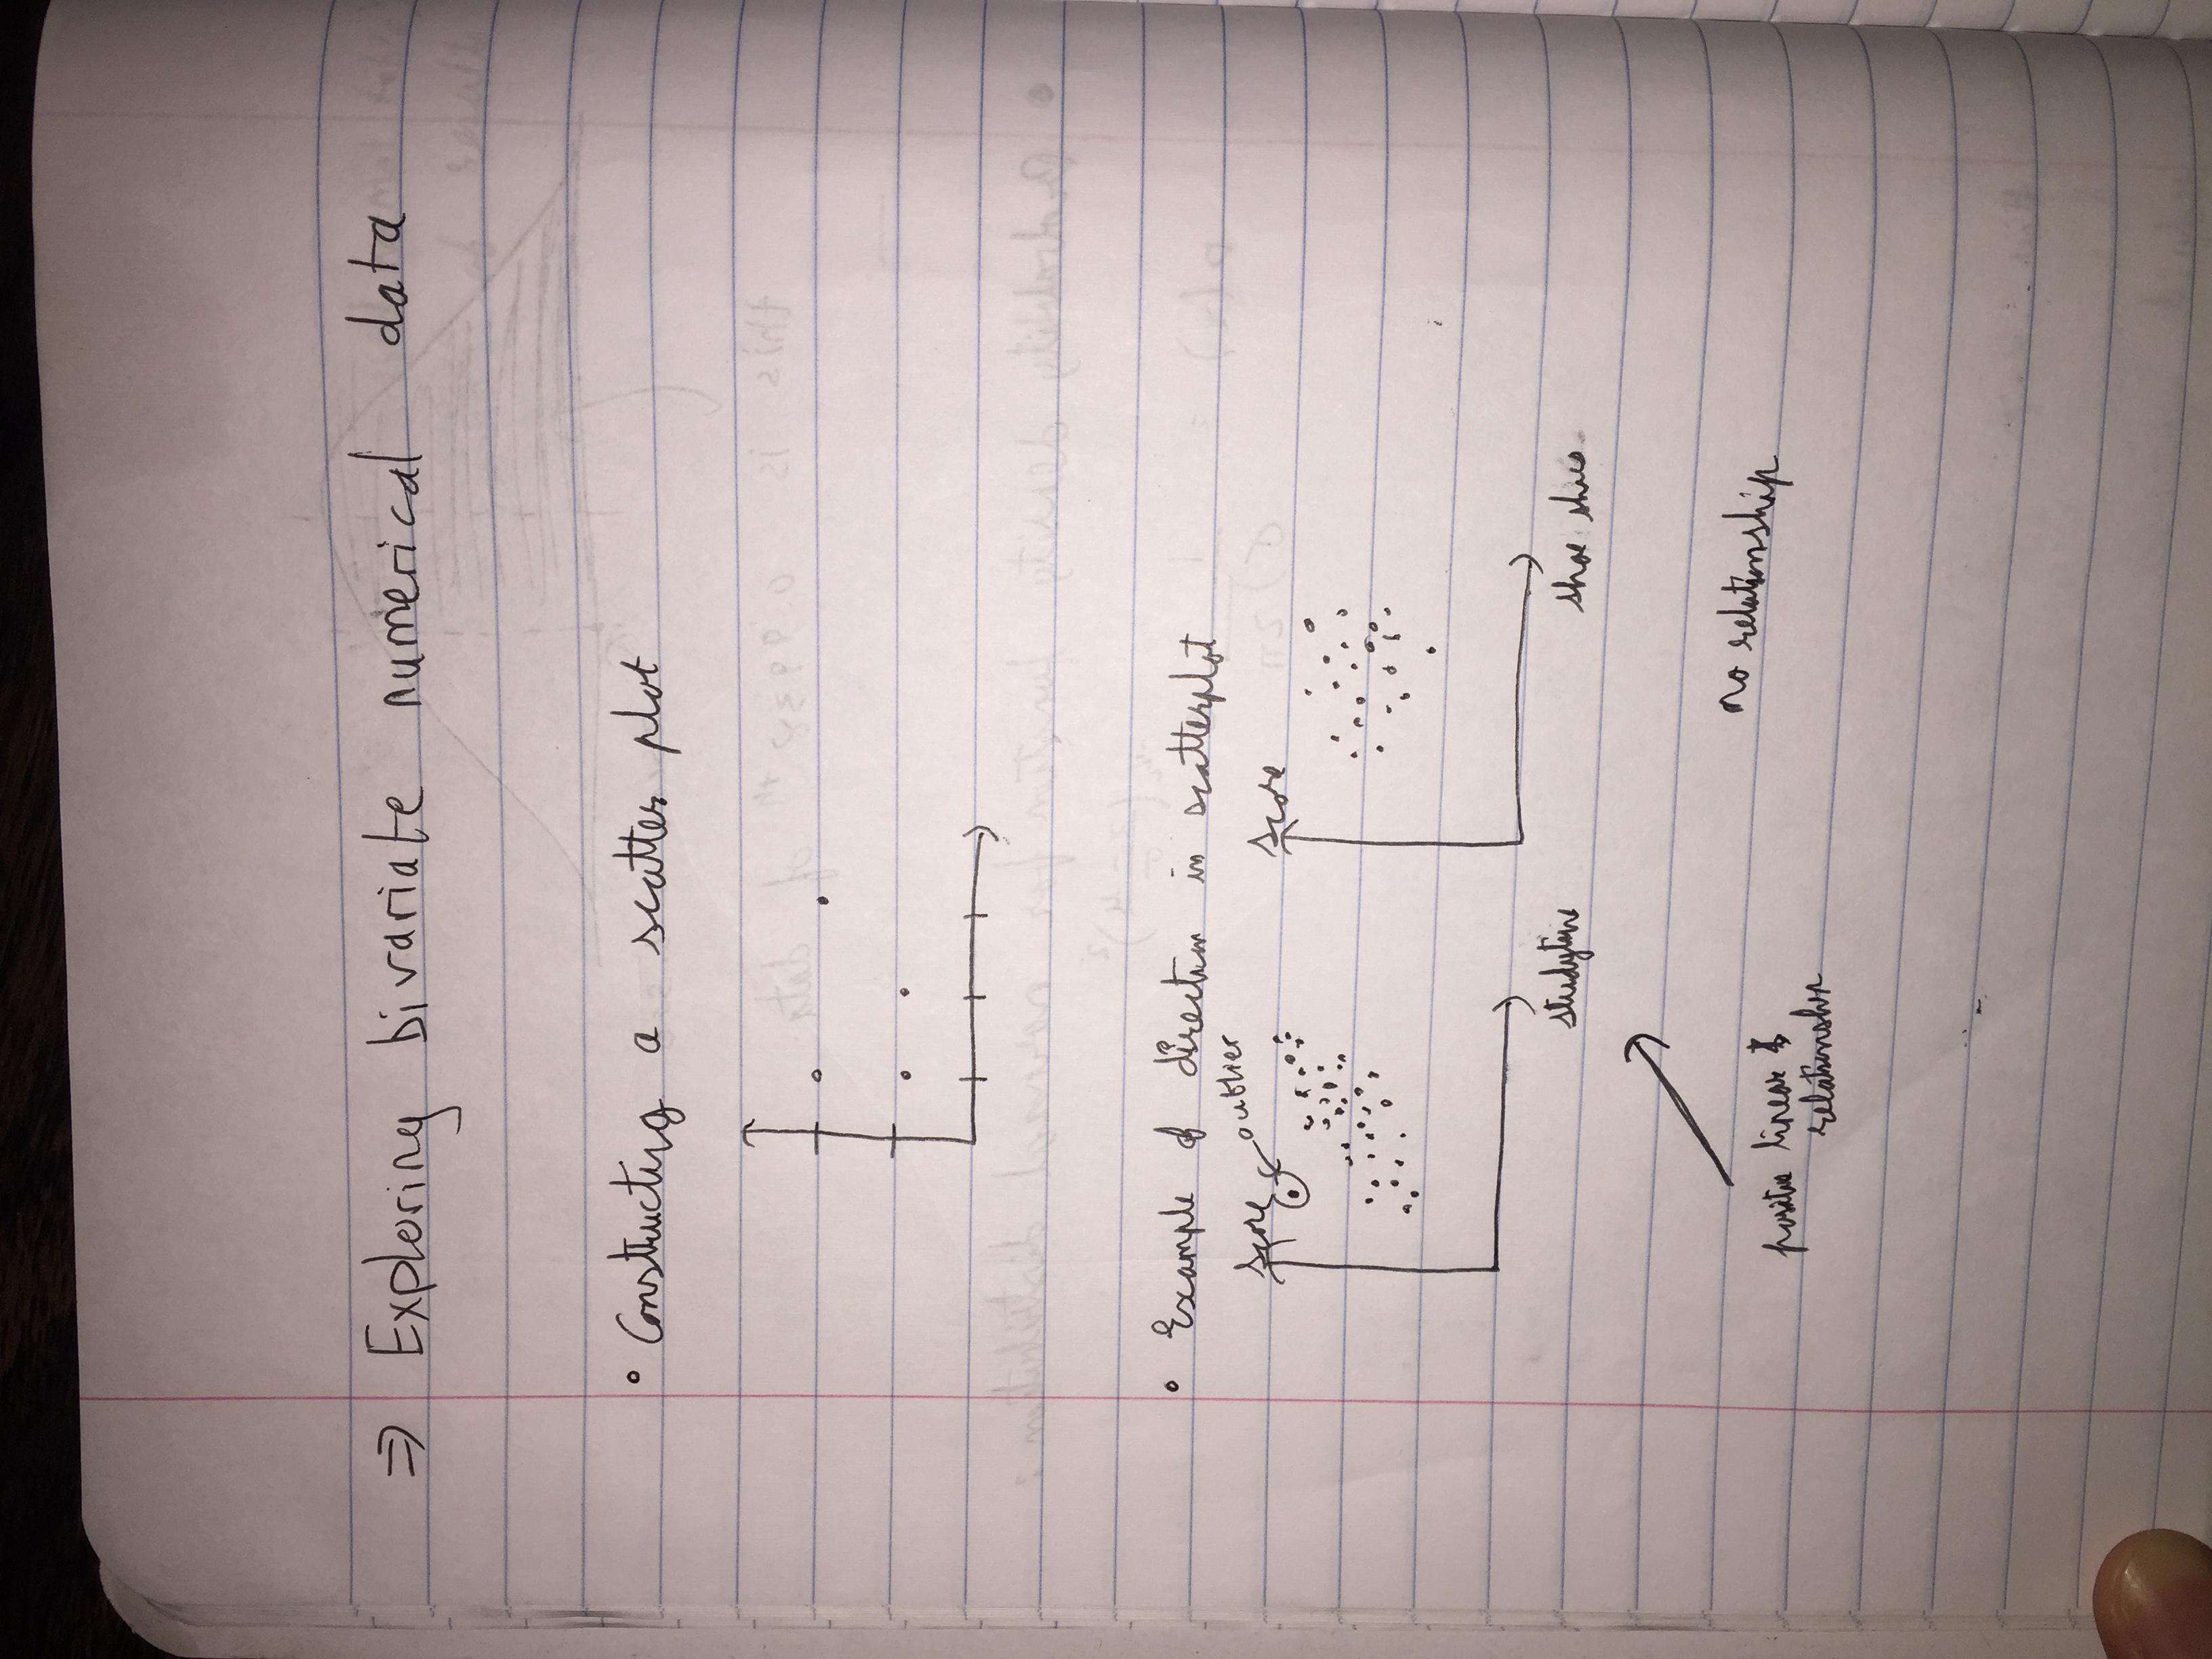 ⇒ Exploring bivariate numerical data
• Constructing a scatter plot
• Example of direction in scatterplot
score outlier
score
studytime
shoe
no relationship
positive linear
relationship